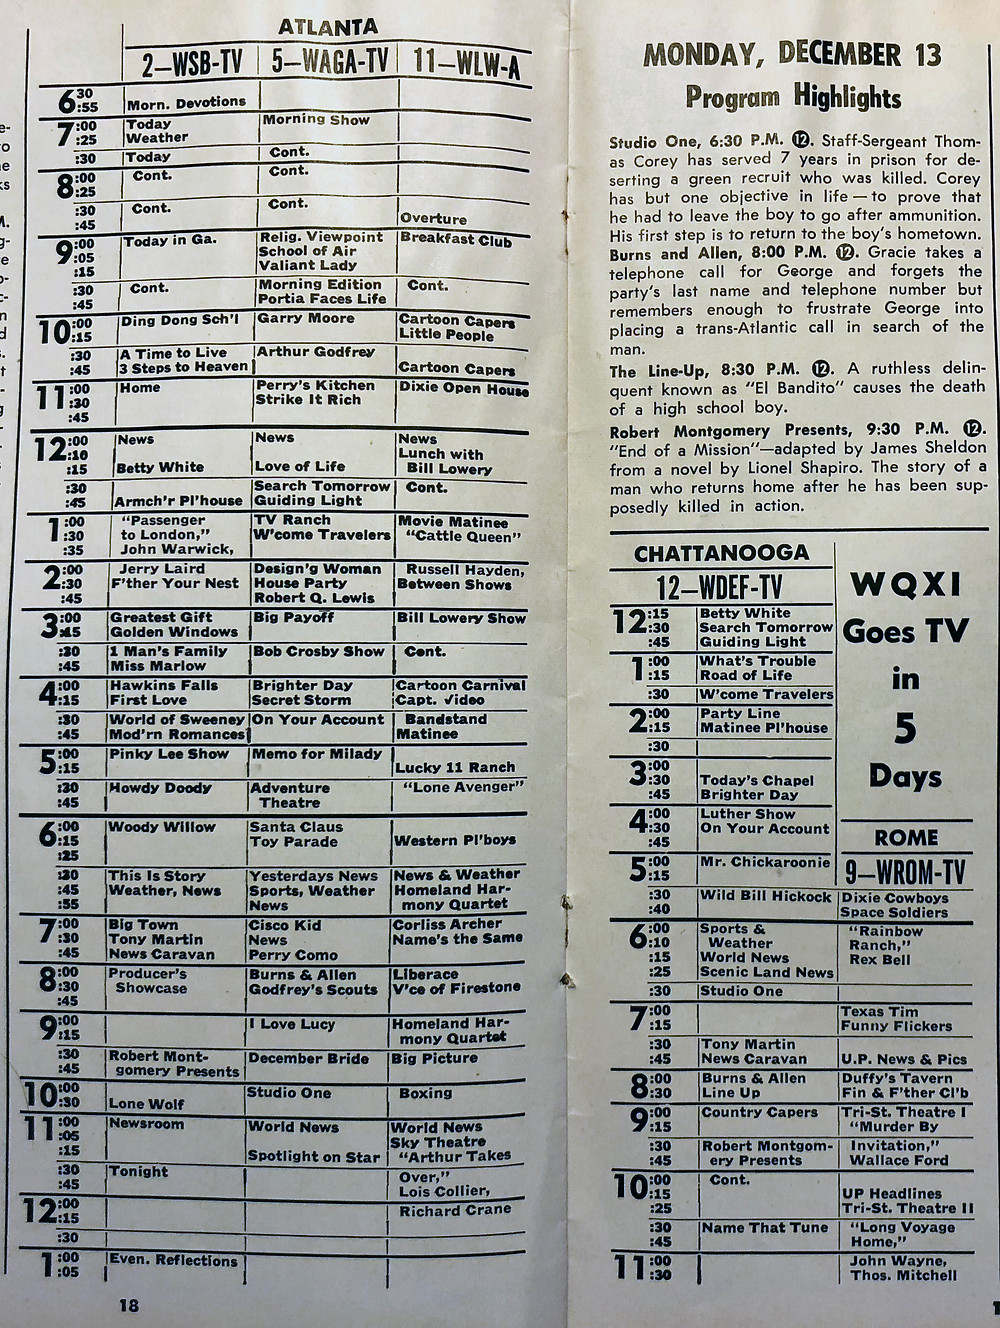 ATLANTA
2—WSB-TV 5—WAGA-TV 11—WLW-A
6:30
:55 Morn. Devotions
7:00 Today Morning Show
:25 Weather
:30 Today Cont.
8:00 Cont. Cont.
:25
:30 Cont. Cont.
:45 Overture
9:00 Today in Ga. Relig. Viewpoint Breakfast Club
:05 School of Air
:15 Valiant Lady
:30 Cont. Morning Edition Cont.
:45 Portia Faces Life
10:00 Ding Dong Sch'l Garry Moore Cartoon Capers
:15 Little People
:30 A Time to Live Arthur Godfrey
:45 3 Steps to Heaven Cartoon Capers
11:00 Home Perry's Kitchen Dixie Open House
:30 Strike It Rich
:45
12:00 News News News
:10 Lunch with
:15 Betty White Love of Life Bill Lowery
:30 Search Tomorrow Cont.
:45 Armch'r Pl'house Guiding Light
1:00 "Passenger TV Ranch Movie Matinee
:30 to London," W'come Travelers "Cattle Queen"
:35 John Warwick,
2:00 Jerry Laird Design'g Woman Russell Hayden,
:30 F'ther Your Nest House Party Between Shows
:45 Robert Q. Lewis
3:00 Greatest Gift Big Payoff Bill Lowery Show
:15 Golden Windows
:30 1 Man's Family Bob Crosby Show Cont.
:45 Miss Marlow
4:00 Hawkins Falls Brighter Day Cartoon Carnival
:15 First Love Secret Storm Capt. Video
:30 World of Sweeney On Your Account Bandstand
:45 Mod'rn Romances Matinee
5:00 Pinky Lee Show Memo for Milady
:15 Lucky 11 Ranch
:30 Howdy Doody Adventure "Lone Avenger"
:45 Theatre
6:00 Woody Willow Santa Claus
:15 Toy Parade Western Pl'boys
:25
:30 This Is Story Yesterdays News News & Weather
:45 Weather, News Sports, Weather Homeland Har-
:55 News mony Quartet
7:00 Big Town Cisco Kid Corliss Archer
:30 Tony Martin News Name's the Same
:45 News Caravan Perry Como
8:00 Producer's Burns & Allen Liberace
:30 Showcase Godfrey's Scouts V'ce of Firestone
:45
9:00 I Love Lucy Homeland Har-
:15 mony Quartet
:30 Robert Mont- December Bride Big Picture
:45 gomery Presents
10:00 Studio One Boxing
:30 Lone Wolf
11:00 Newsroom World News World News
:05 Sky Theatre
:15 Spotlight on Star "Arthur Takes
:30 Tonight Over,"
:45 Lois Collier,
12:00 Richard Crane
:15
:30
1:00 Even. Reflections
:05
18
MONDAY, DECEMBER 13
Program Highlights
Studio One, 6:30 P.M. 12. Staff-Sergeant Thom-
as Corey has served 7 years in prison for de-
serting a green recruit who was killed. Corey
has but one objective in life—to prove that
he had to leave the boy to go after ammunition.
His first step is to return to the boy's hometown.
Burns and Allen, 8:00 P.M. 12. Gracie takes a
telephone call for George and forgets the
party's last name and telephone number but
remembers enough to frustrate George into
placing a trans-Atlantic call in search of the
man.
The Line-Up, 8:30 P.M. 12. A ruthless delin-
quent known as "El Bandito" causes the death
of a high school boy.
Robert Montgomery Presents, 9:30 P.M. 12.
"End of a Mission"—adapted by James Sheldon
from a novel by Lionel Shapiro. The story of a
man who returns home after he has been sup-
posedly killed in action.
CHATTANOOGA
12—WDEF-TV
12:15 Betty White
:30 Search Tomorrow
:45 Guiding Light
1:00 What's Trouble
:15 Road of Life
:30 W'come Travelers
2:00 Party Line
:15 Matinee Pl'house
:30
3:00
:30 Today's Chapel
:45 Brighter Day
4:00 Luther Show
:30 On Your Account
:45
5:00 Mr. Chickaroonie
:15
WQXI
Goes TV
in
5
Days
ROME
9—WROM-TV
:30 Wild Bill Hickock Dixie Cowboys
:40 Space Soldiers
6:00 Sports & "Rainbow
:10 Weather Ranch,"
:15 World News Rex Bell
:25 Scenic Land News
:30 Studio One
7:00 Texas Tim
:15 Funny Flickers
:30 Tony Martin
:45 News Caravan U.P. News & Pics
8:00 Burns & Allen Duffy's Tavern
:30 Line Up Fin & F'ther Cl'b
9:00 Country Capers Tri-St. Theatre I
:15 "Murder By
:30 Robert Montgom- Invitation,"
:45 ery Presents Wallace Ford
10:00 Cont.
:15 UP Headlines
:25 Tri-St. Theatre II
:30 Name That Tune "Long Voyage
:45 Home,"
11:00 John Wayne,
:30 Thos. Mitchell